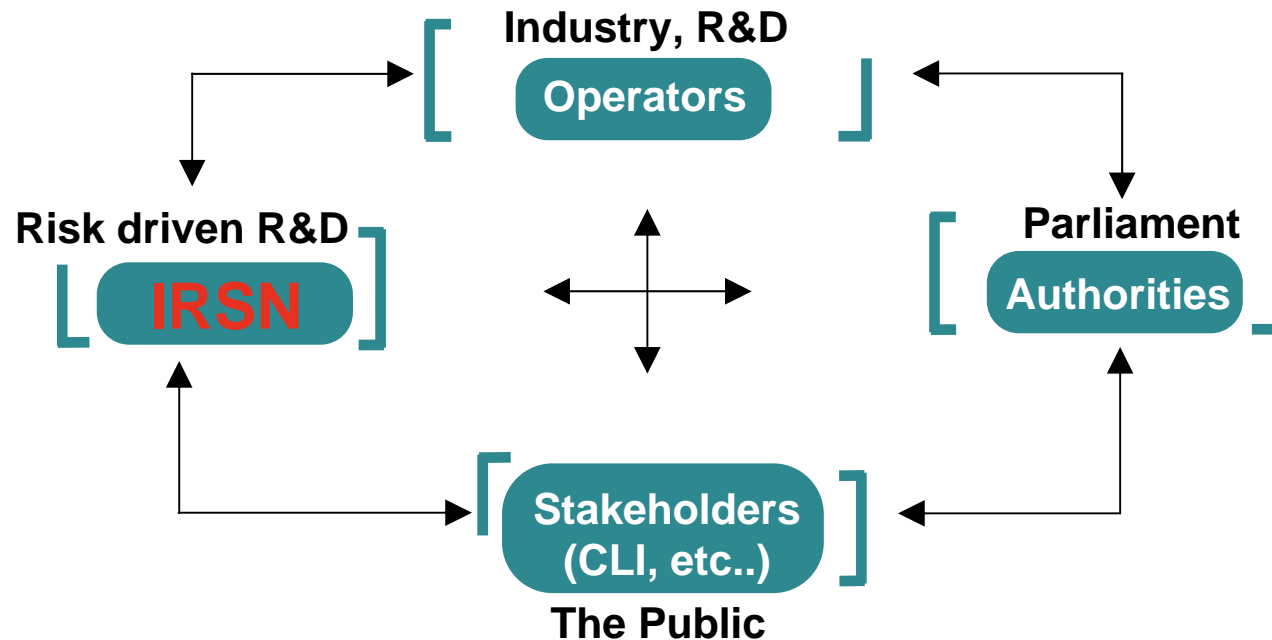 Industry, R&D
Operators
Risk driven R&D
IRSN
Parliament
Authorities
Stakeholders
(CLI, etc..)
The Public